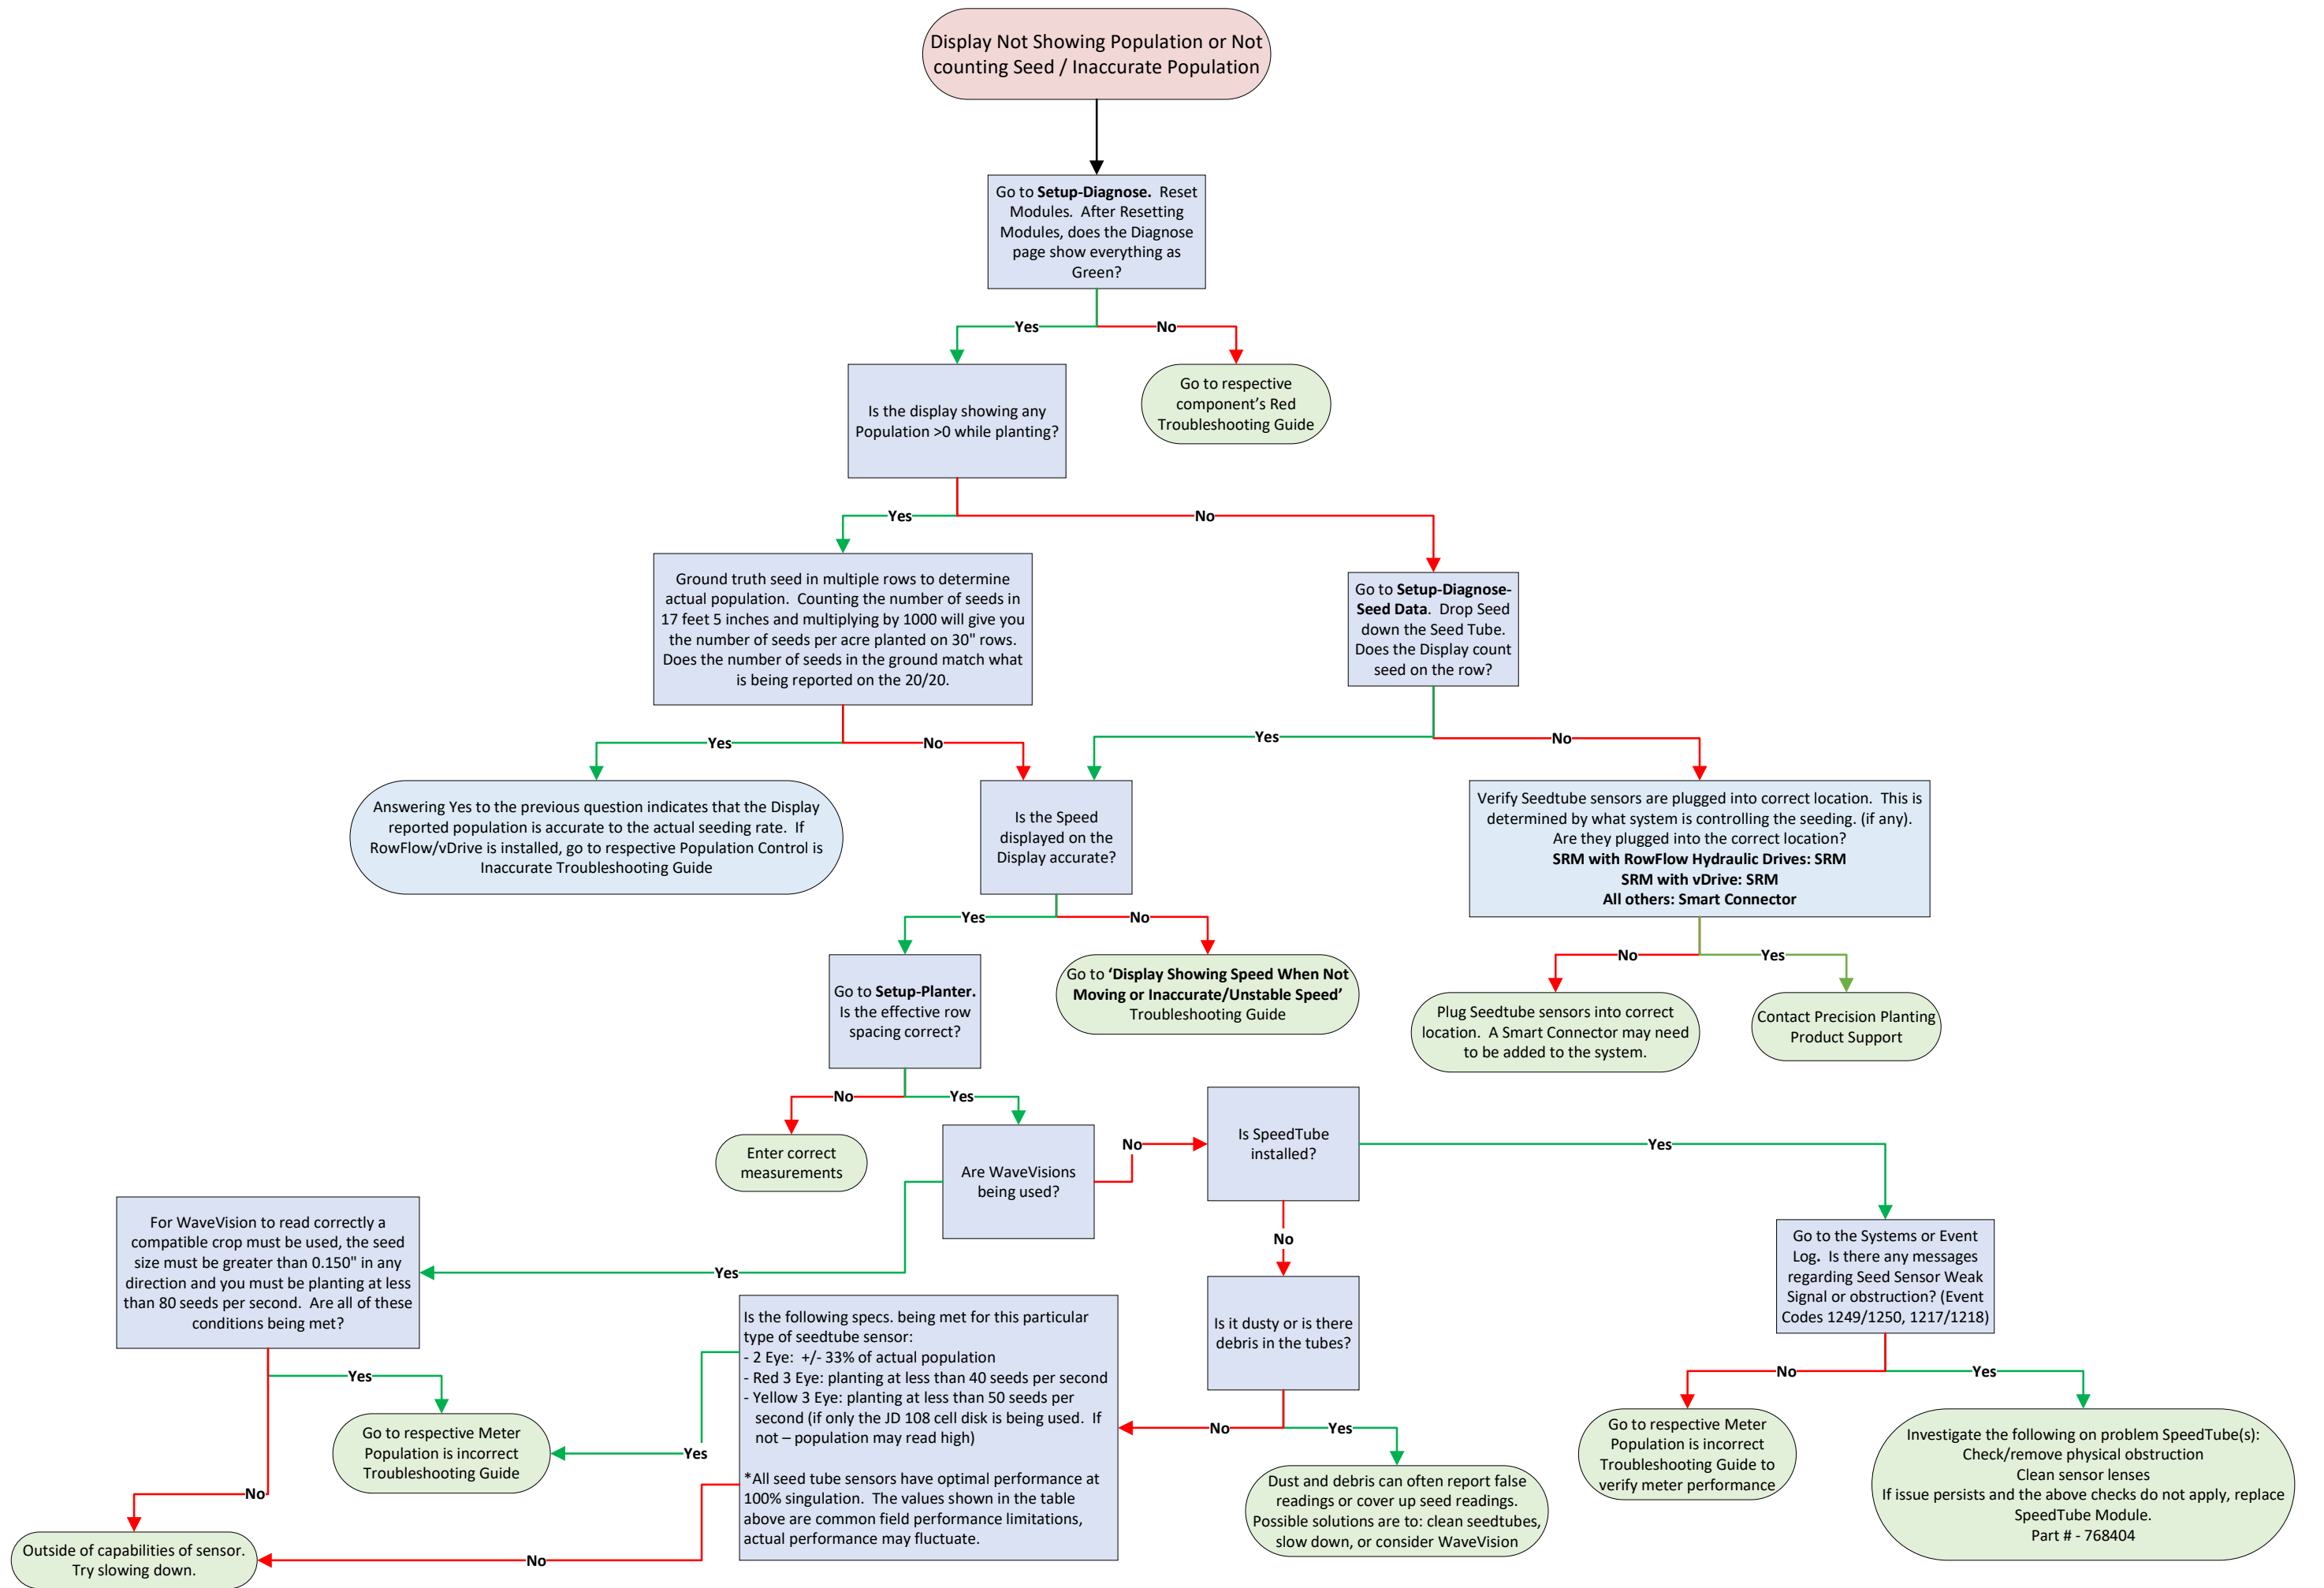 Display Not Showing Population or Not
counting Seed / Inaccurate Population
Go to Setup-Diagnose.  Reset
Modules.  After Resetting
Modules, does the Diagnose
page show everything as
Green?
Yes
No
Is the display showing any
Population >0 while planting?
Go to respective
component’s Red
Troubleshooting Guide
Yes
No
Ground truth seed in multiple rows to determine
actual population.  Counting the number of seeds in
17 feet 5 inches and multiplying by 1000 will give you
the number of seeds per acre planted on 30" rows.
Does the number of seeds in the ground match what
is being reported on the 20/20.
Go to Setup-Diagnose-
Seed Data.  Drop Seed
down the Seed Tube.
Does the Display count
seed on the row?
Yes
No
Yes
No
Answering Yes to the previous question indicates that the Display
reported population is accurate to the actual seeding rate.  If
RowFlow/vDrive is installed, go to respective Population Control is
Inaccurate Troubleshooting Guide
Is the Speed
displayed on the
Display accurate?
Verify Seedtube sensors are plugged into correct location.  This is
determined by what system is controlling the seeding. (if any).
Are they plugged into the correct location?
SRM with RowFlow Hydraulic Drives: SRM
SRM with vDrive: SRM
All others: Smart Connector
Yes
No
No
Yes
Go to Setup-Planter.
Is the effective row
spacing correct?
Go to ‘Display Showing Speed When Not
Moving or Inaccurate/Unstable Speed’
Troubleshooting Guide
Plug Seedtube sensors into correct
location.  A Smart Connector may need
to be added to the system.
Contact Precision Planting
Product Support
No
Yes
Enter correct
measurements
Are WaveVisions
being used?
No
Is SpeedTube
installed?
Yes
Yes
No
For WaveVision to read correctly a
compatible crop must be used, the seed
size must be greater than 0.150" in any
direction and you must be planting at less
than 80 seeds per second.  Are all of these
conditions being met?
Go to the Systems or Event
Log.  Is there any messages
regarding Seed Sensor Weak
Signal or obstruction? (Event
Codes 1249/1250, 1217/1218)
Is it dusty or is there
debris in the tubes?
Is the following specs. being met for this particular
type of seedtube sensor:
- 2 Eye:  +/- 33% of actual population
- Red 3 Eye: planting at less than 40 seeds per second
- Yellow 3 Eye: planting at less than 50 seeds per
second (if only the JD 108 cell disk is being used.  If
not – population may read high)
*All seed tube sensors have optimal performance at
100% singulation.  The values shown in the table
above are common field performance limitations,
actual performance may fluctuate.
Yes
No
Yes
No
Yes
No
Yes
No
No
Yes
Go to respective Meter
Population is incorrect
Troubleshooting Guide
Outside of capabilities of sensor.
Try slowing down.
Dust and debris can often report false
readings or cover up seed readings.
Possible solutions are to: clean seedtubes,
slow down, or consider WaveVision
Go to respective Meter
Population is incorrect
Troubleshooting Guide to
verify meter performance
Investigate the following on problem SpeedTube(s):
Check/remove physical obstruction
Clean sensor lenses
If issue persists and the above checks do not apply, replace
SpeedTube Module.
Part # - 768404